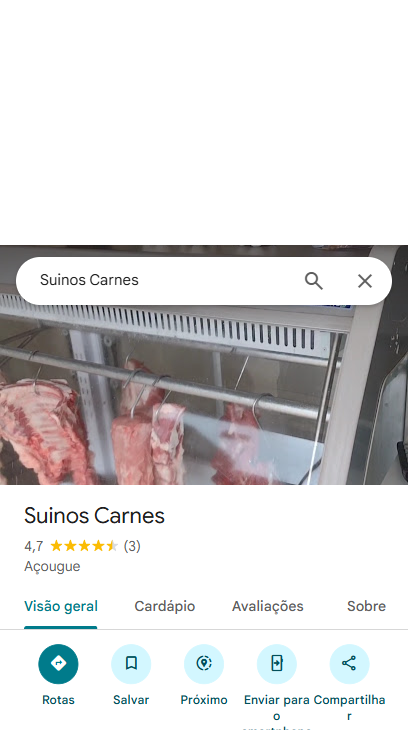 Suinos Carnes
Suinos Carnes
4,7 (3)
Açougue
Visão geral Cardápio Avaliações Sobre
Rotas Salvar Próximo Enviar para o Compartilhar